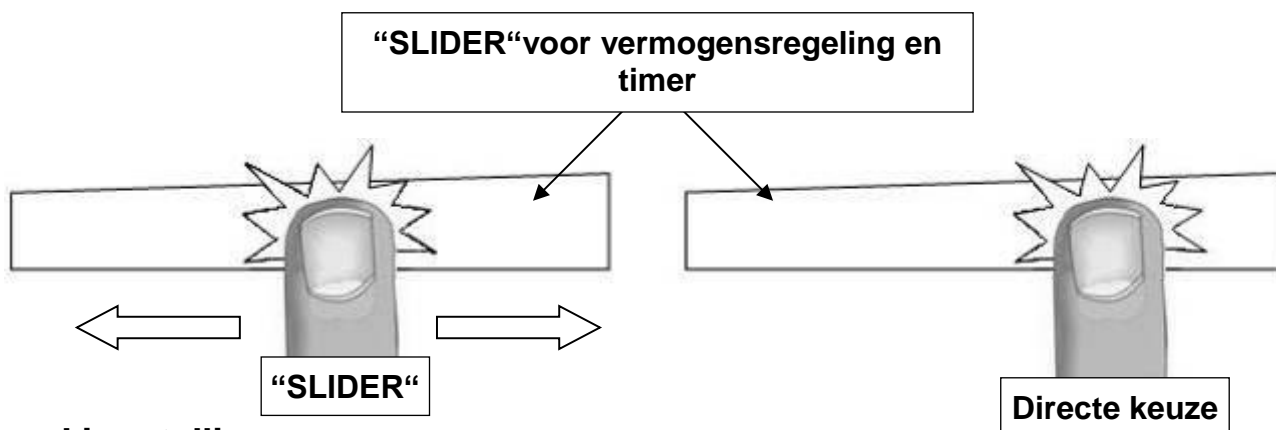 “SLIDER“voor vermogensregeling en
timer
“SLIDER“
Directe keuze